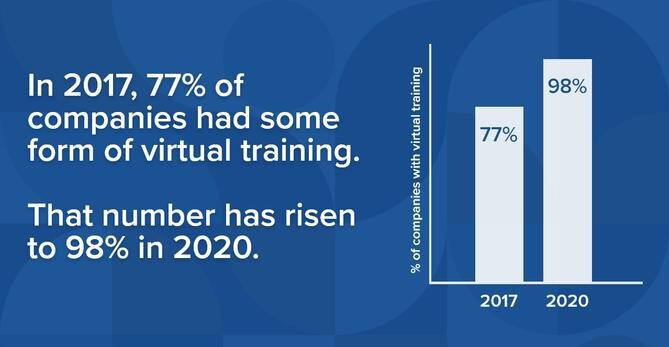 In 2017, 77% of
companies had some
form of virtual training.
That number has risen
to 98% in 2020.
% of companies with virtual training
77%
98%
2017
2020